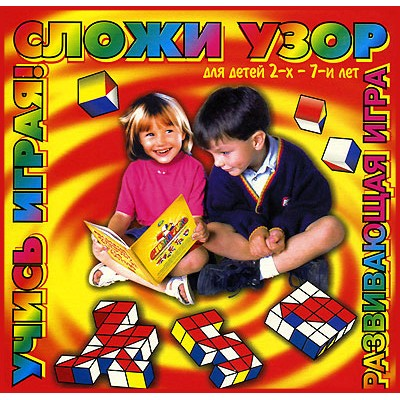 СЛОЖИ УЗОР
для детей 2-х - 7-и лет
УЧИСЬ ИГРАЯ!
РАЗВИВАЮЩАЯ ИГРА